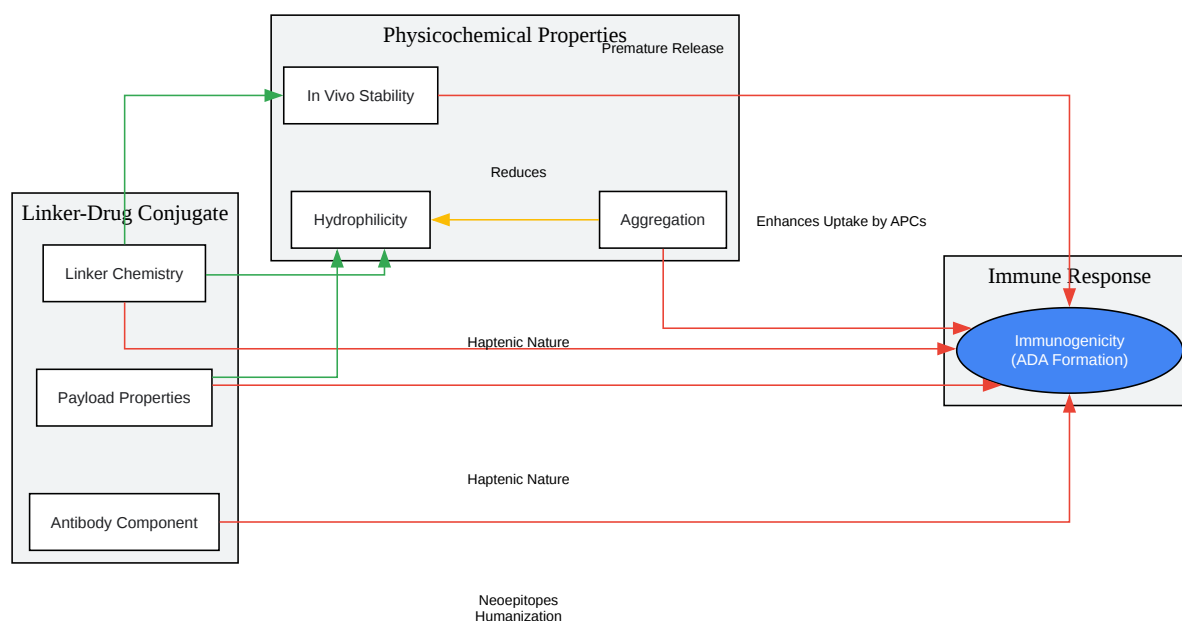 Physicochemical Properties
Premature Release
In Vivo Stability
Reduces
Linker-Drug Conjugate
Hydrophilicity
Aggregation
Enhances Uptake by APCs
Linker Chemistry
Immune Response
Haptenic Nature
Immunogenicity
(ADA Formation)
Payload Properties
Haptenic Nature
Antibody Component
Neoepitopes
Humanization